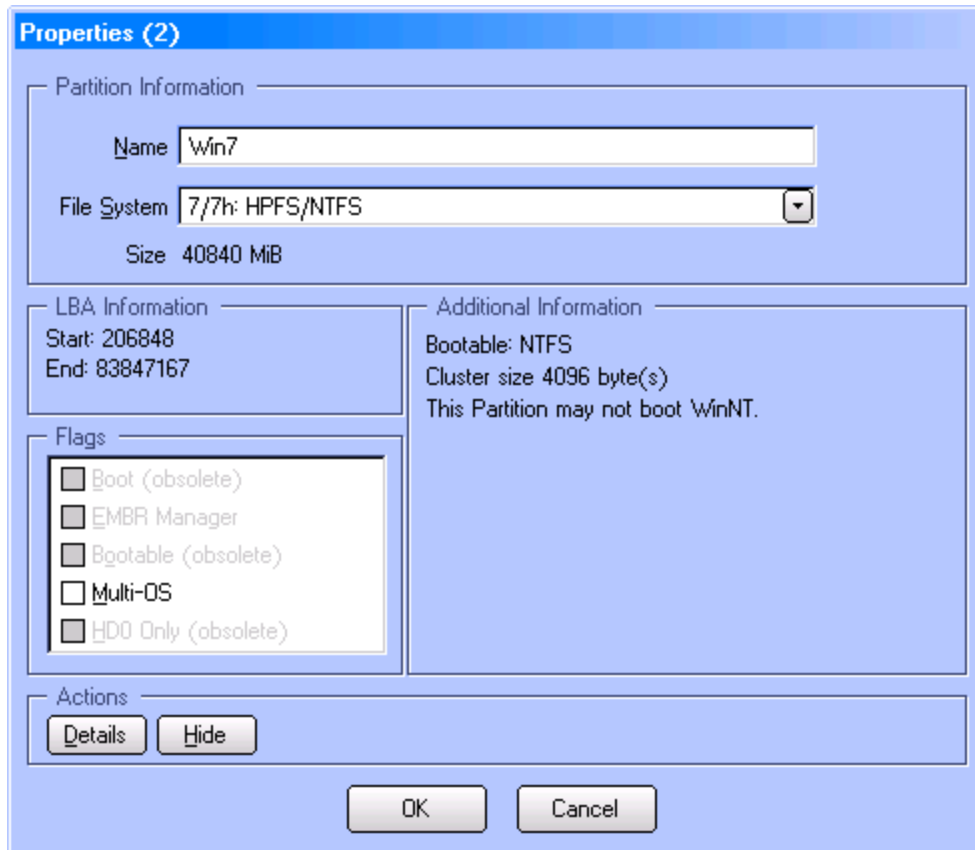 Properties (2)
Partition Information
Name Win7
File System 7/7h: HPFS/NTFS
Size 40840 MiB
LBA Information
Start: 206848
End: 83847167
Additional Information
Bootable: NTFS
Cluster size 4096 byte(s)
This Partition may not boot WinNT.
Flags
Boot (obsolete)
EMBR Manager
Bootable (obsolete)
Multi-OS
HD0 Only (obsolete)
Actions
Details Hide
OK Cancel